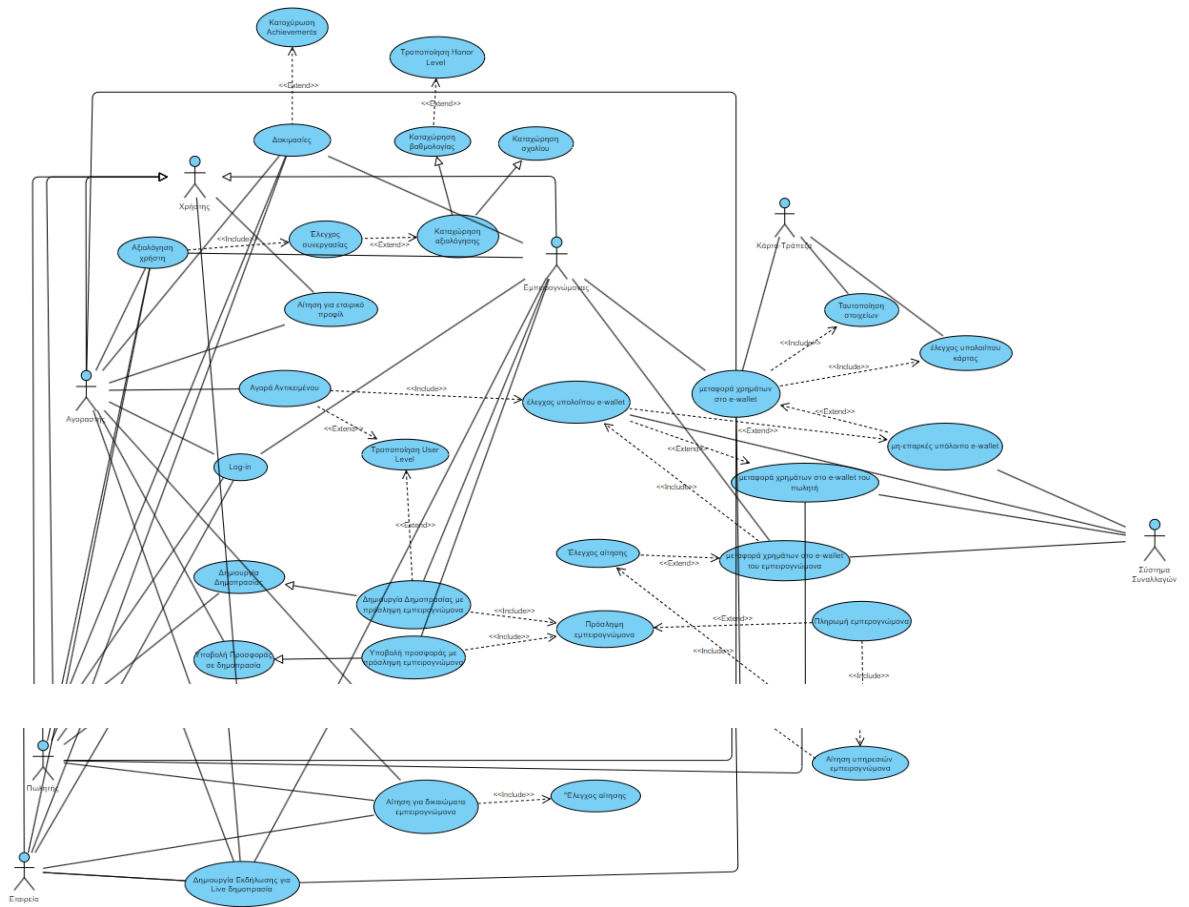 Κατοχύρωση
Achievements
Τροποποίηση Honor
Level
<<Extend>>
<<Extend>>
Δοκιμασίες
Καταχώρηση
βαθμολογίας
Καταχώρηση
σχολίου
Χρήστης
Αξιολόγηση
χρήστη
<<Include>>
Έλεγχος
συνεργασίας
<<Extend>>
Καταχώρηση
αξιολόγησης
Κάρτα-Τράπεζα
Εμπειρογνώμονας
Αίτηση για εταιρικό
προφίλ
Ταυτοποίηση
στοιχείων
<<Include>>
έλεγχος υπολοίπου
κάρτας
<<Include>>
Αγοραστής
Αγορά Αντικειμένου
<<Include>>
έλεγχος υπολοίπου e-wallet
μεταφορά χρημάτων
στο e-wallet
<<Extend>>
<<Extend>>
<<Extend>>
μη-επαρκές υπόλοιπο e-wallet
Τροποποίηση User
Level
<<Extend>>
Log-in
μεταφορά χρημάτων στο e-wallet του
πωλητή
<<Include>>
<<Extend>>
Έλεγχος αίτησης
<<Extend>>
μεταφορά χρημάτων στο e-wallet
του εμπειρογνώμονα
Σύστημα
Συναλλαγών
Δημιουργία
Δημοπρασίας
Δημιουργία Δημοπρασίας με
πρόσληψη εμπειρογνώμονα
<<Include>>
Πρόσληψη
εμπειρογνώμονα
<<Extend>>
Πληρωμή εμπειρογνώμονα
<<Include>>
Υποβολή Προσφοράς
σε δημοπρασία
Υποβολή προσφοράς με
πρόσληψη εμπειρογνώμονα
<<Include>>
<<Include>>
Πωλητής
Αίτηση υπηρεσιών
εμπειρογνώμονα
Αίτηση για δικαιώματα
εμπειρογνώμονα
<<Include>>
"Ελεγχος αίτησης
Εταιρεία
Δημιουργία Εκδήλωσης για
Live δημοπρασία